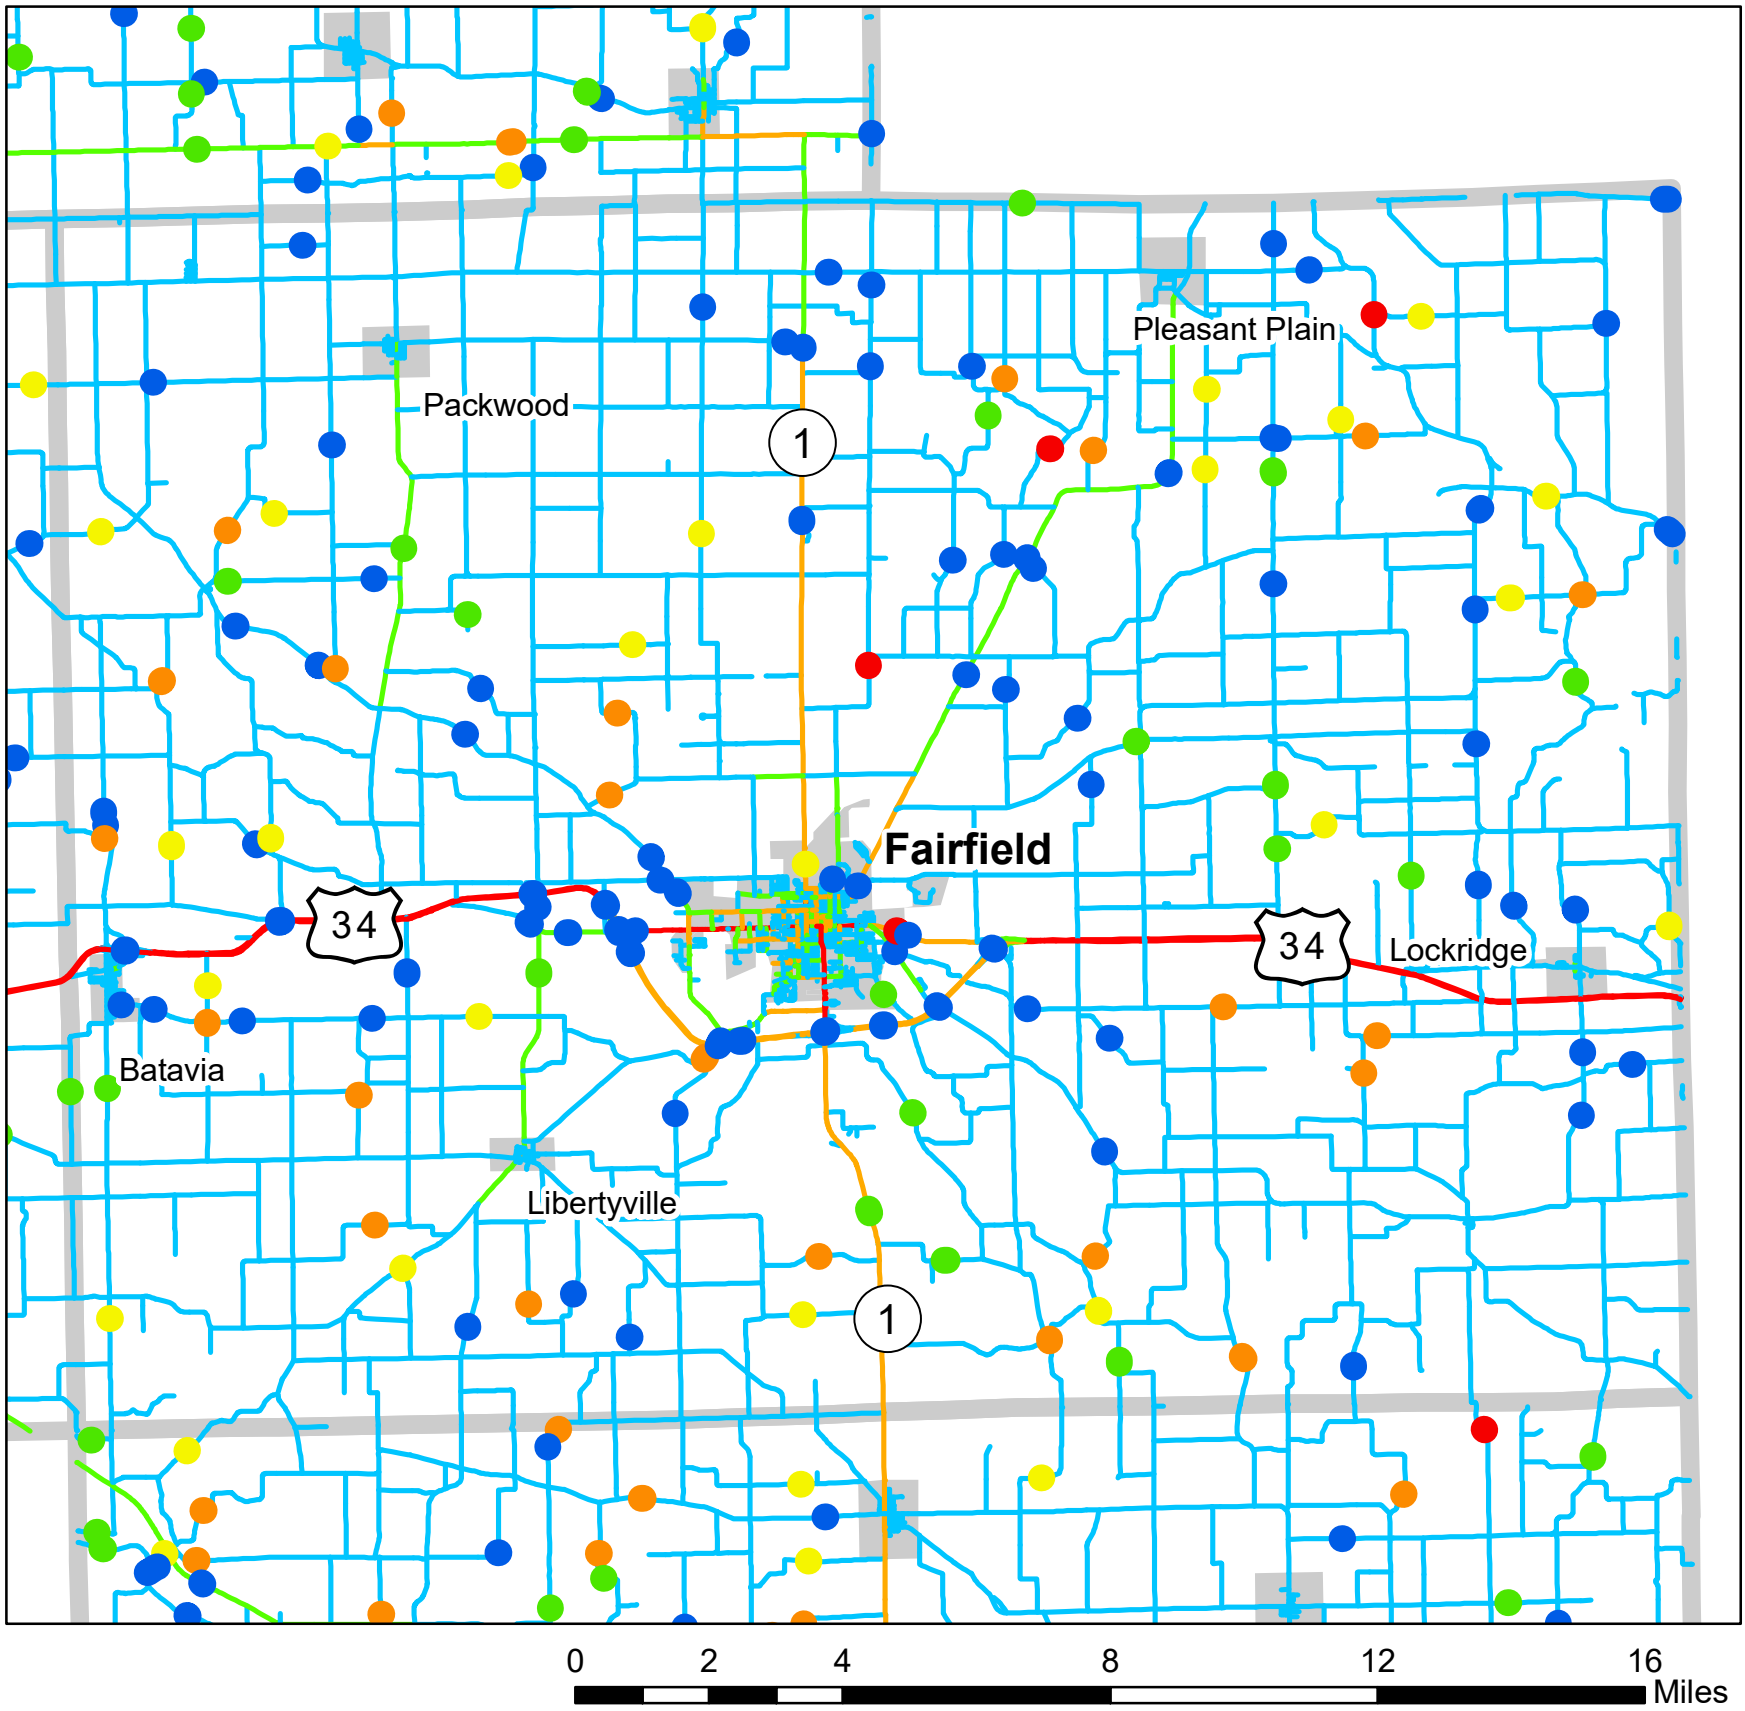 Pleasant Plain
Packwood
1
Fairfield
34
34
Lockridge
Batavia
Libertyville
1
0 2 4 8 12 16
Miles